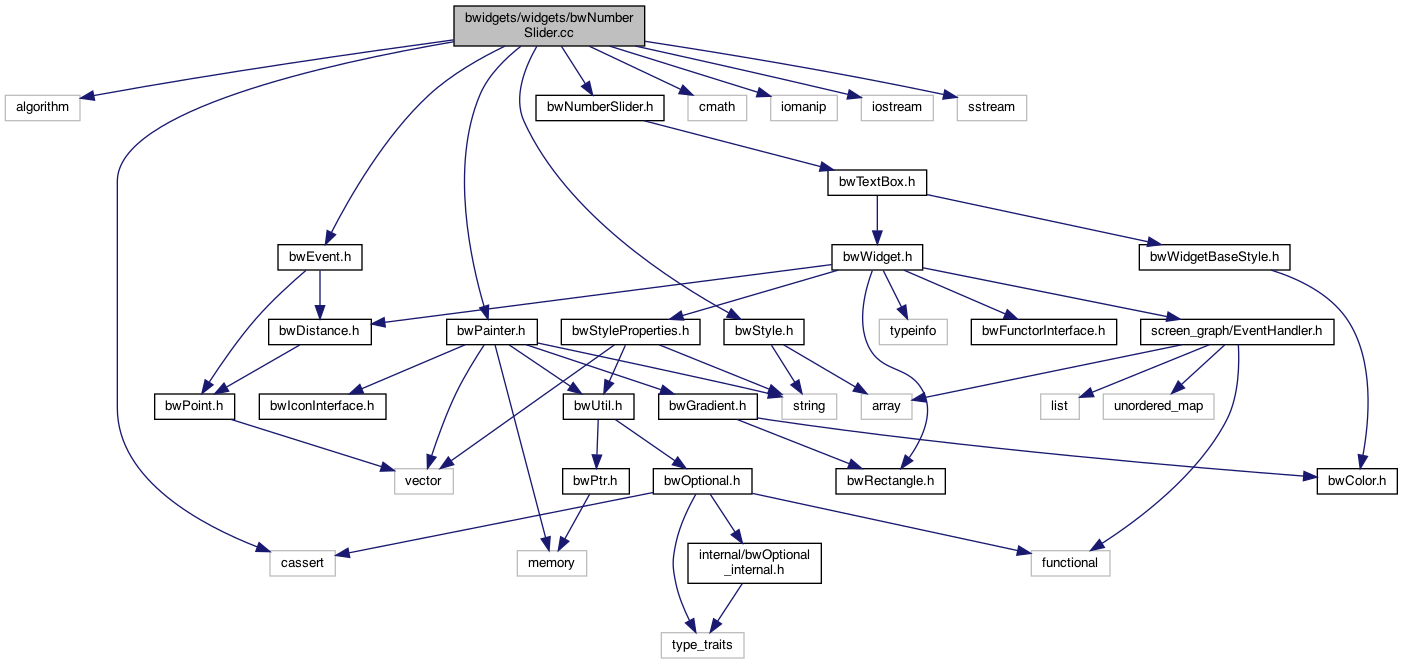 bwidgets/widgets/bwNumber
Slider.cc
algorithm
bwNumberSlider.h
cmath
iomanip
iostream
sstream
bwTextBox.h
bwEvent.h
bwWidget.h
bwWidgetBaseStyle.h
bwDistance.h
bwPainter.h
bwStyleProperties.h
bwStyle.h
typeinfo
bwFunctorInterface.h
screen_graph/EventHandler.h
bwPoint.h
bwIconInterface.h
bwUtil.h
bwGradient.h
string
array
list
unordered_map
vector
bwPtr.h
bwOptional.h
bwRectangle.h
bwColor.h
cassert
memory
internal/bwOptional
_internal.h
functional
type_traits